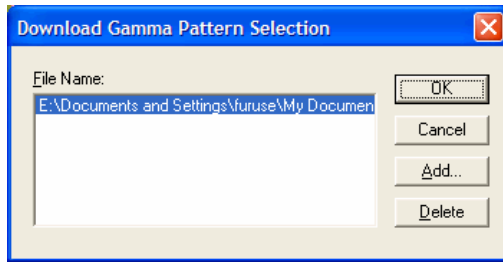 Download Gamma Pattern Selection
File Name:
E:\Documents and Settings\furuse\My Documen
OK
Cancel
Add...
Delete